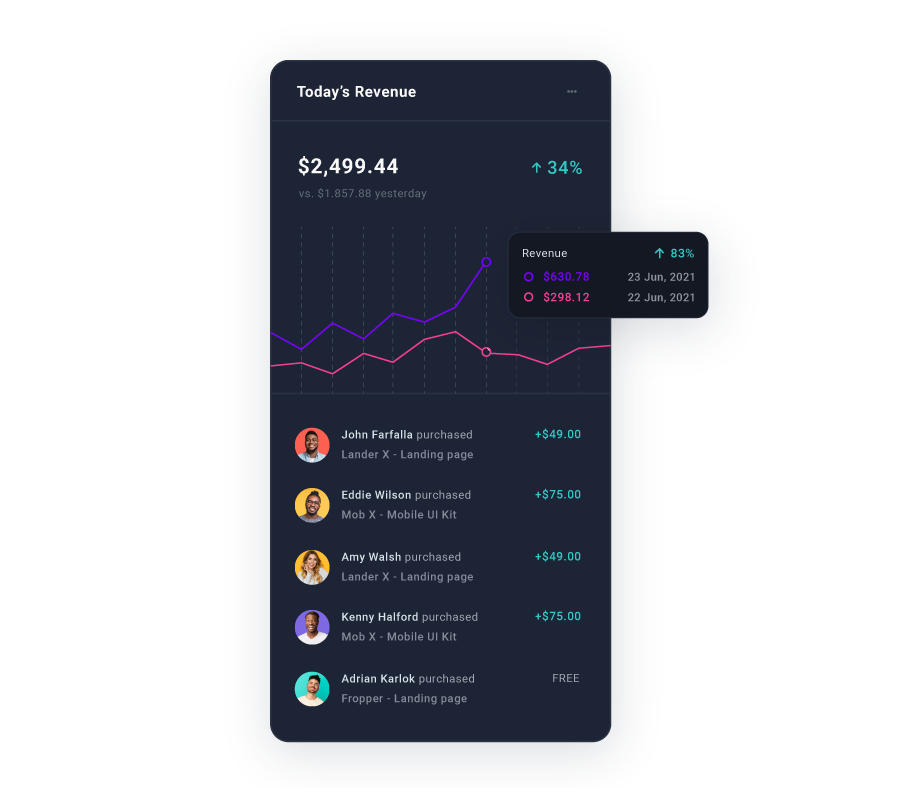 Today’s Revenue
$2,499.44
↑ 34%
vs. $1.857.88 yesterday
Revenue
↑ 83%
$630.78
23 Jun, 2021
$298.12
22 Jun, 2021
John Farfalla purchased
+$49.00
Lander X - Landing page
Eddie Wilson purchased
+$75.00
Mob X - Mobile UI Kit
Amy Walsh purchased
+$49.00
Lander X - Landing page
Kenny Halford purchased
+$75.00
Mob X - Mobile UI Kit
Adrian Karlok purchased
FREE
Fropper - Landing page